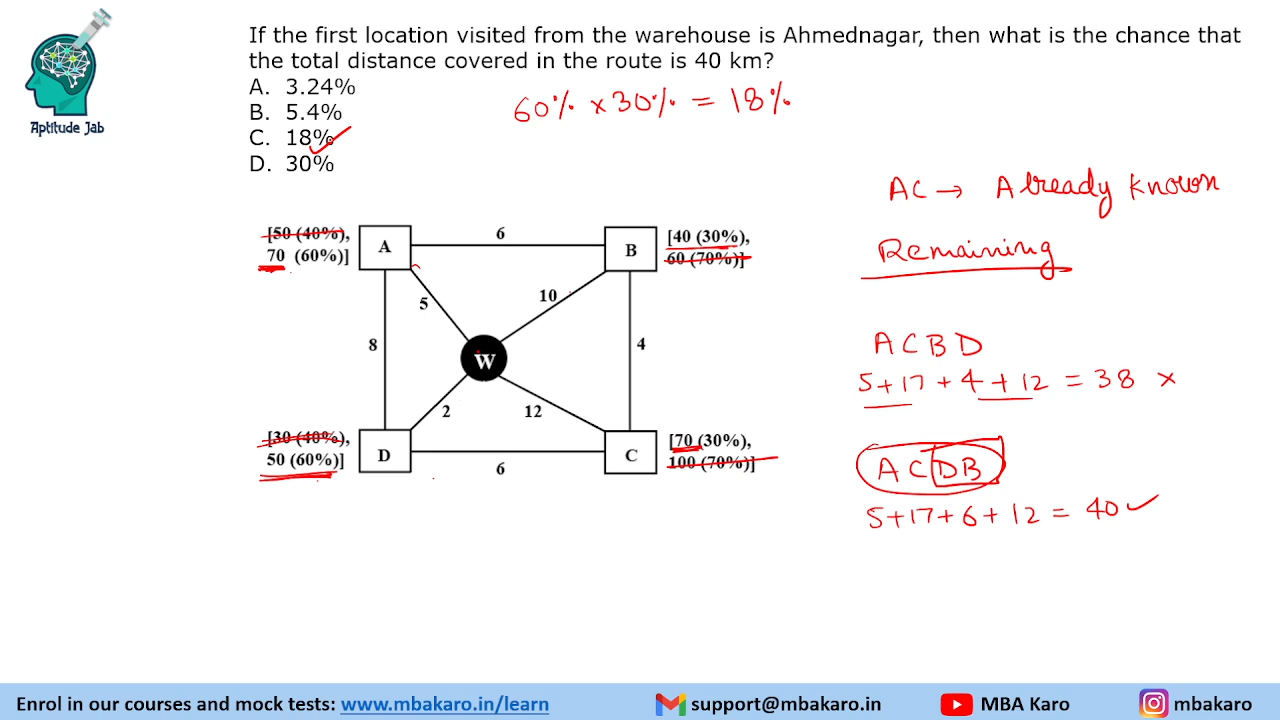 If the first location visited from the warehouse is Ahmednagar, then what is the chance that
the total distance covered in the route is 40 km?
A. 3.24%
B. 5.4%
C. 18%
D. 30%
Aptitude Jab
60% × 30% = 18%
AC → Already known
Remaining
[50 (40%),
70 (60%)]
A
6
B
[40 (30%),
60 (70%)]
5
10
8
W
4
2
12
[30 (40%),
50 (60%)]
D
6
C
[70 (30%),
100 (70%)]
A C B D
5 + 17 + 4 + 12 = 38 ×
A C D B
5 + 17 + 6 + 12 = 40 ✓
Enrol in our courses and mock tests: www.mbakaro.in/learn
support@mbakaro.in
MBA Karo
mbakaro